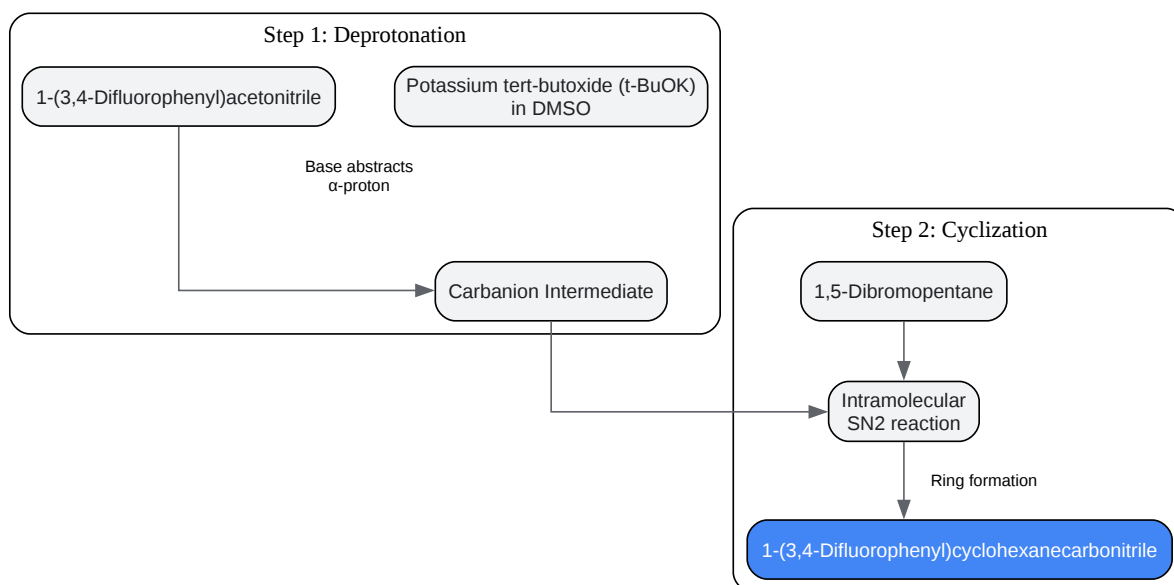 Step 1: Deprotonation
1-(3,4-Difluorophenyl)acetonitrile
Potassium tert-butoxide (t-BuOK)
in DMSO
Base abstracts
α-proton
Carbanion Intermediate
Step 2: Cyclization
1,5-Dibromopentane
Intramolecular
SN2 reaction
Ring formation
1-(3,4-Difluorophenyl)cyclohexanecarbonitrile